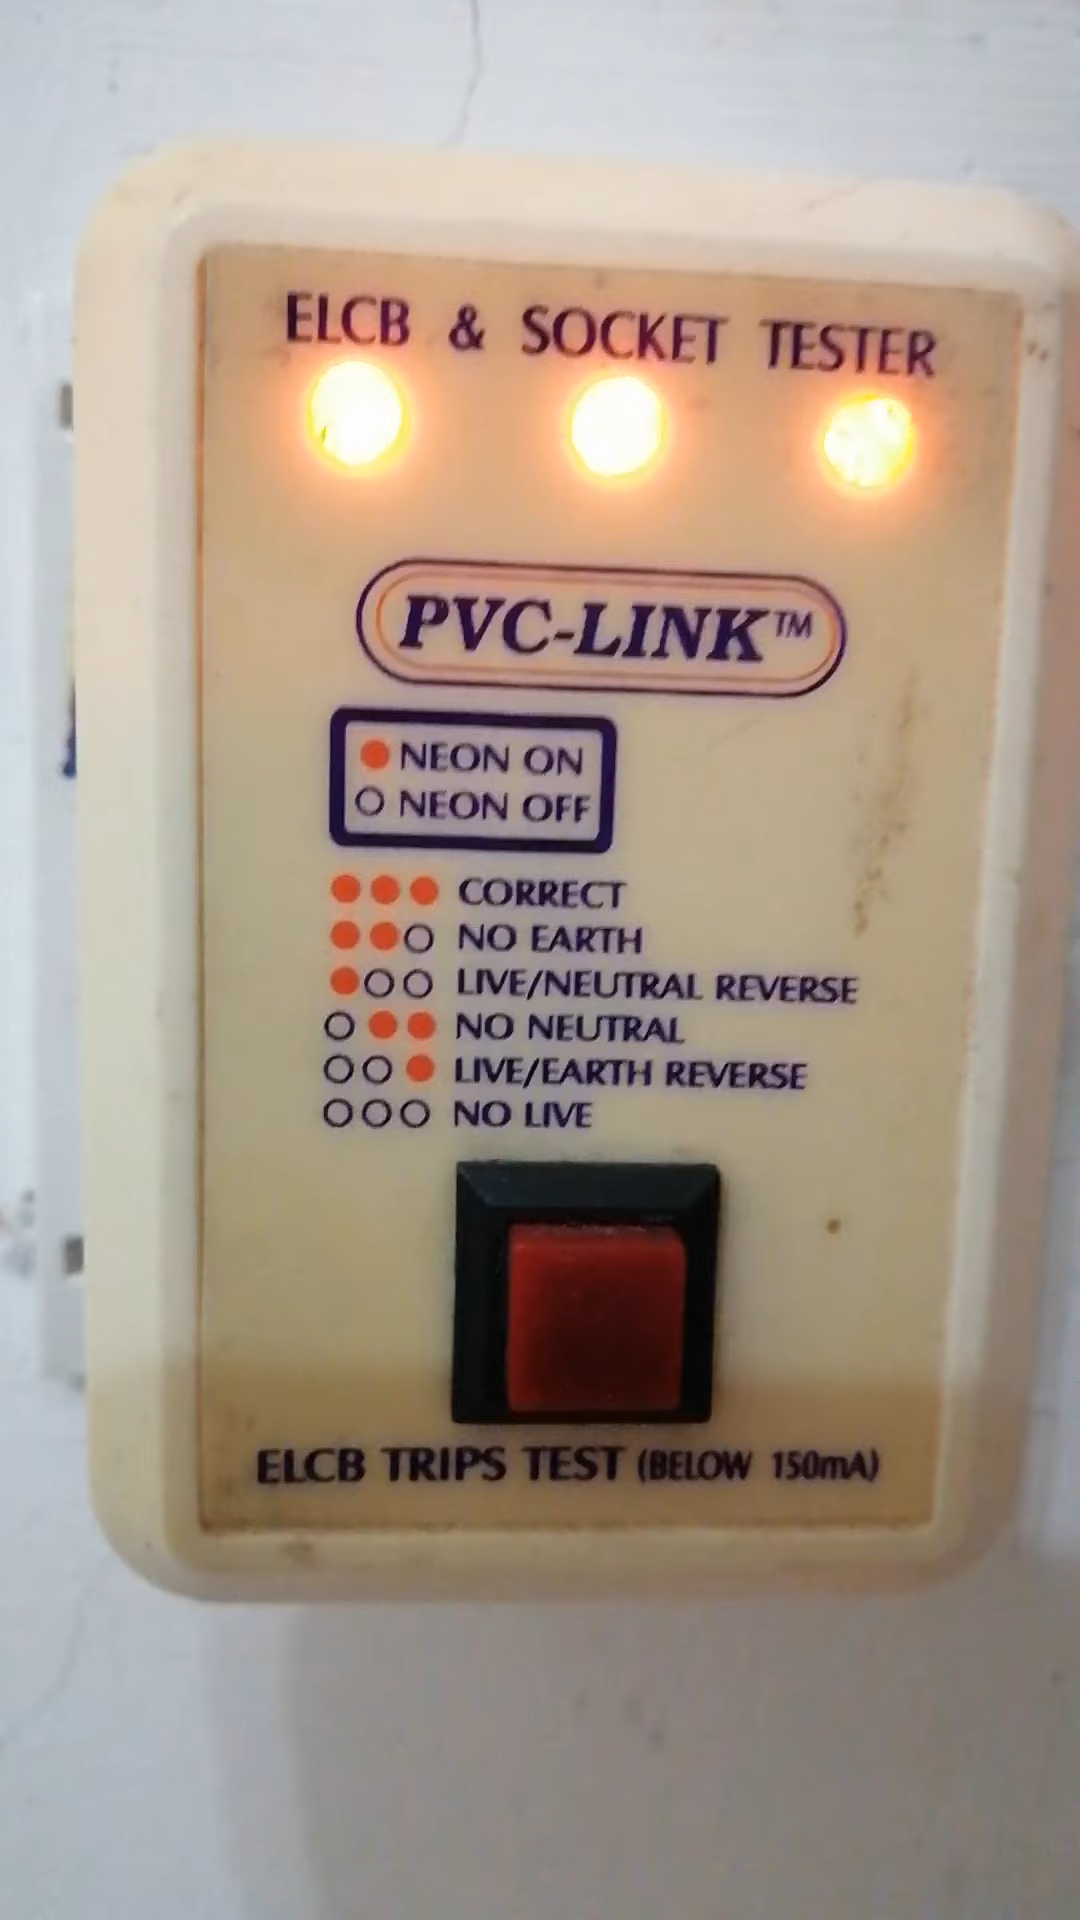 ELCB & SOCKET TESTER
PVC-LINK™
NEON ON
NEON OFF
CORRECT
NO EARTH
LIVE/NEUTRAL REVERSE
NO NEUTRAL
LIVE/EARTH REVERSE
NO LIVE
ELCB TRIPS TEST (BELOW 150mA)